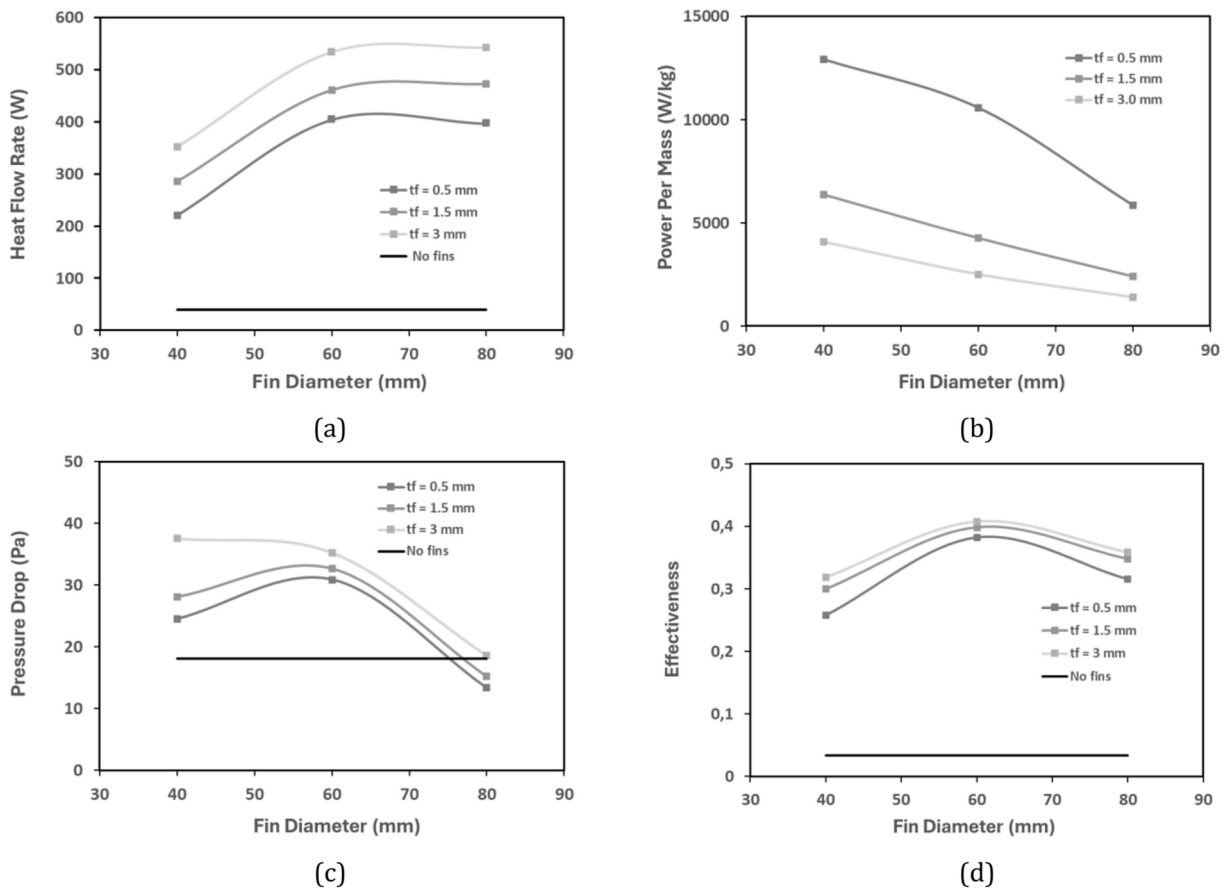 600
500
400
300
200
100
0
Heat Flow Rate (W)
tf = 0.5 mm
tf = 1.5 mm
tf = 3 mm
No fins
30 40 50 60 70 80 90
Fin Diameter (mm)
(a)
15000
10000
5000
0
Power Per Mass (W/kg)
tf = 0.5 mm
tf = 1.5 mm
tf = 3.0 mm
30 40 50 60 70 80 90
Fin Diameter (mm)
(b)
50
40
30
20
10
0
Pressure Drop (Pa)
tf = 0.5 mm
tf = 1.5 mm
tf = 3 mm
No fins
30 40 50 60 70 80 90
Fin Diameter (mm)
(c)
0,5
0,4
0,3
0,2
0,1
0
Effectiveness
tf = 0.5 mm
tf = 1.5 mm
tf = 3 mm
No fins
30 40 50 60 70 80 90
Fin Diameter (mm)
(d)